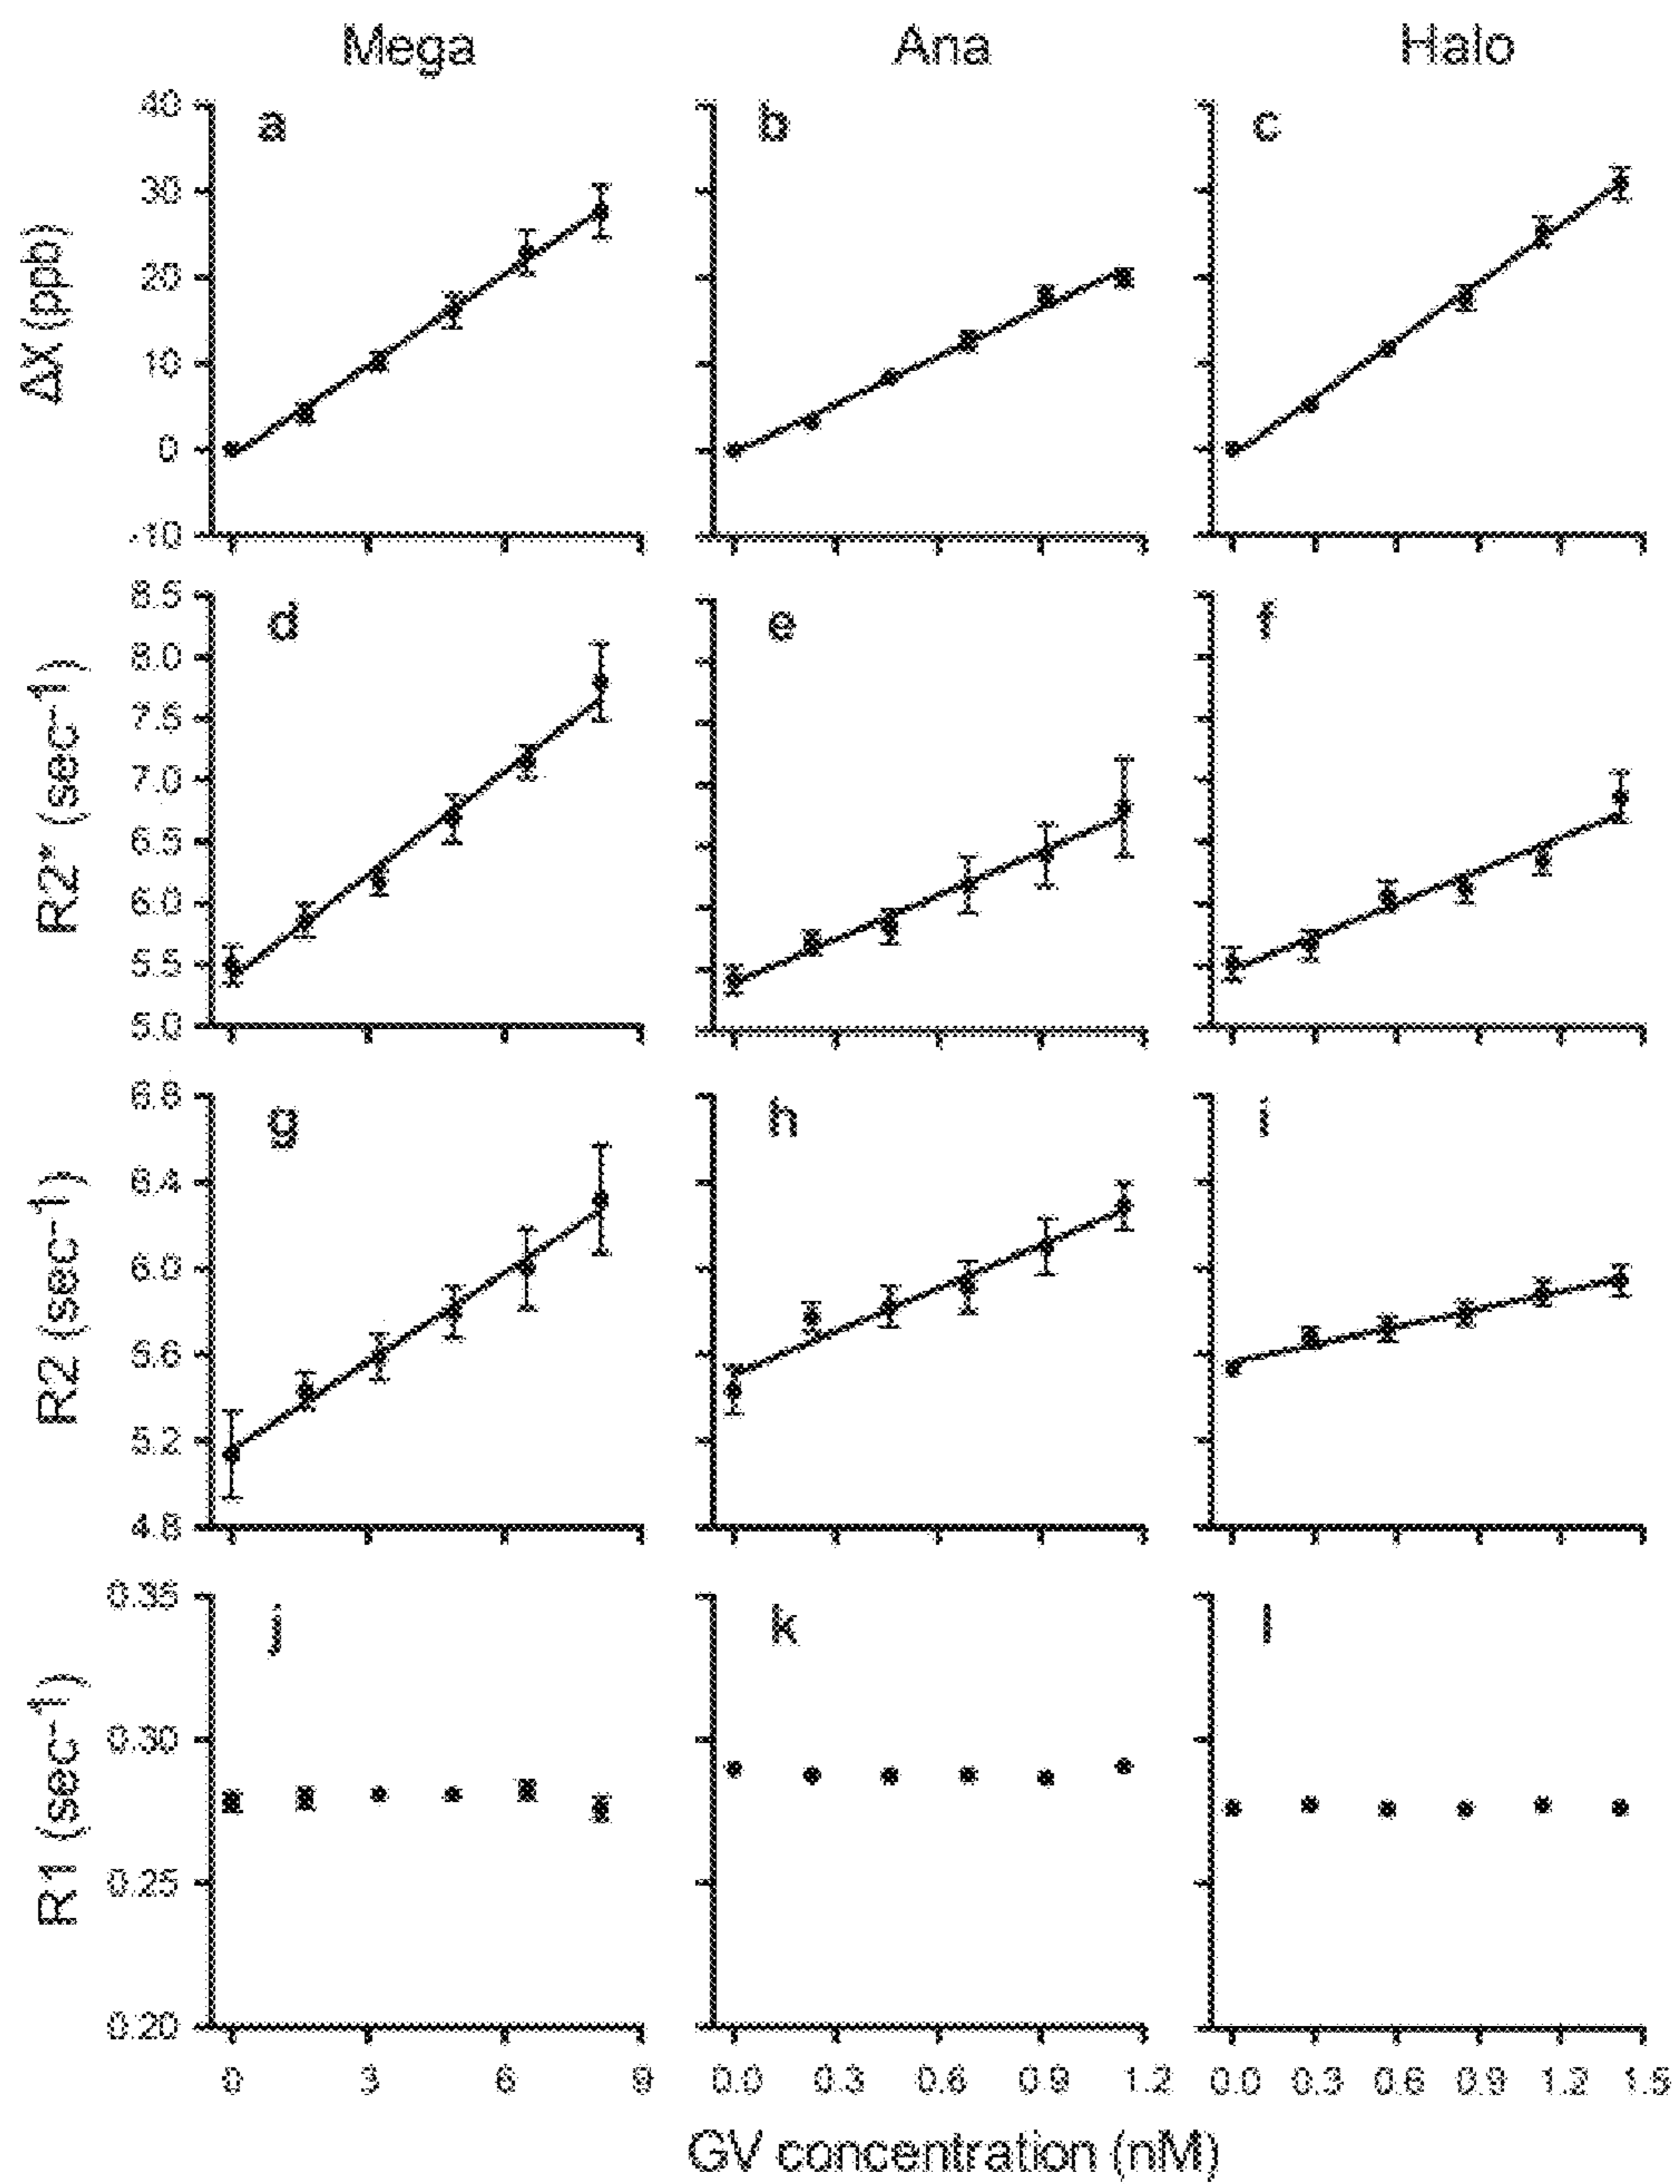 Mega Ana Halo
a b c
40
30
20
10
0
-10
ΔX (ppb)
d e f
8.5
8.0
7.5
7.0
6.5
6.0
5.5
5.0
R2* (sec-1)
g h i
6.8
6.4
6.0
5.6
5.2
4.8
R2 (sec-1)
j k l
0.35
0.30
0.25
0.20
R1 (sec-1)
0 3 6 9 0.0 0.3 0.6 0.9 1.2 0.0 0.3 0.6 0.9 1.2 1.5
GV concentration (nM)